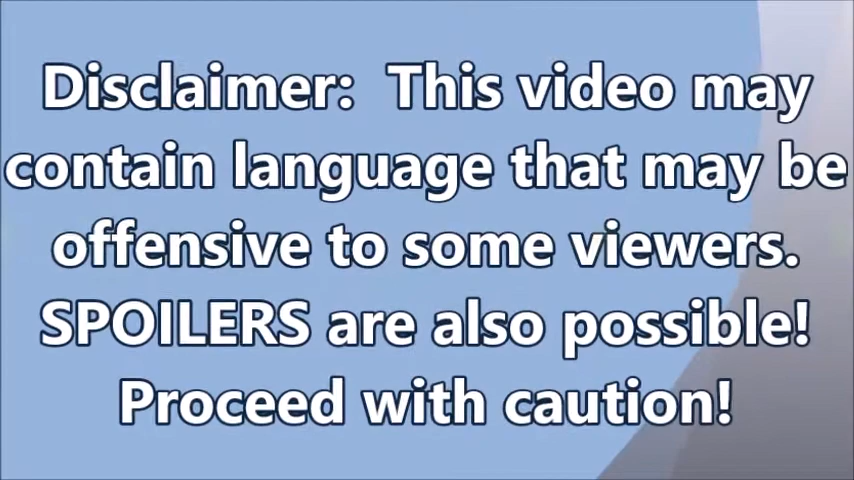 Disclaimer:  This video may
contain language that may be
offensive to some viewers.
SPOILERS are also possible!
Proceed with caution!